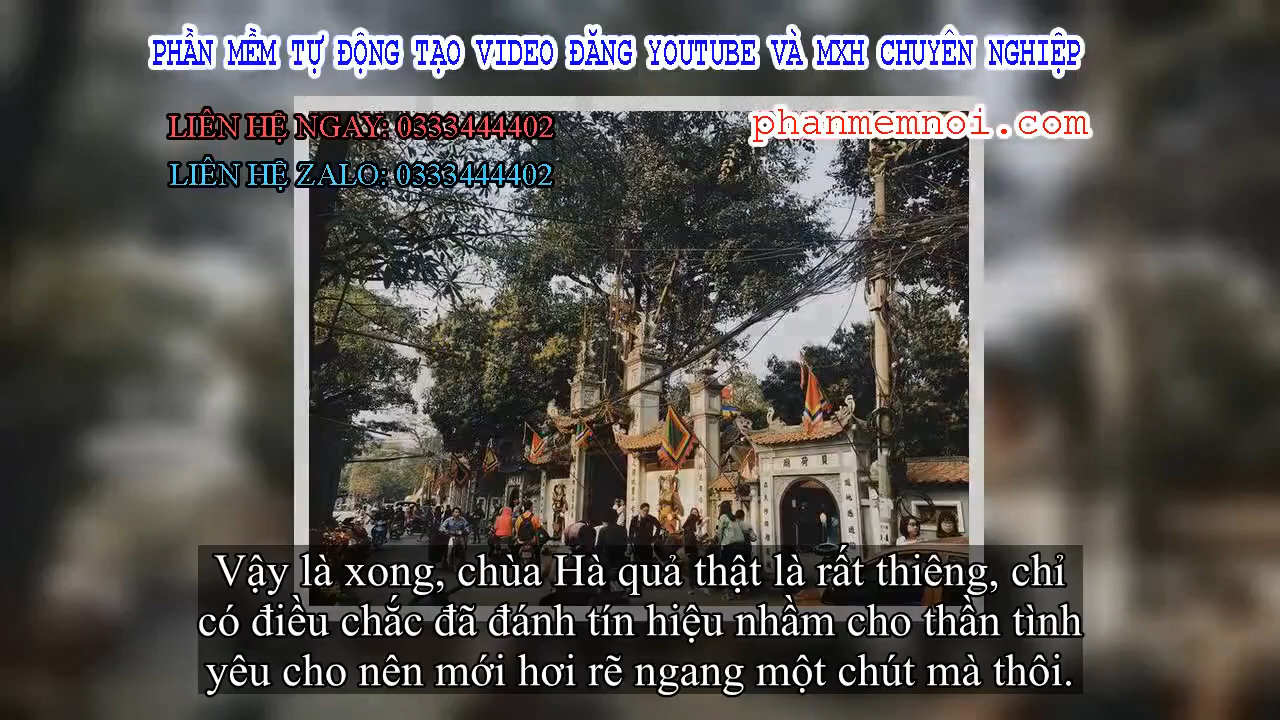 PHẦN MỀM TỰ ĐỘNG TẠO VIDEO ĐĂNG YOUTUBE VÀ MXH CHUYÊN NGHIỆP
LIÊN HỆ NGAY: 0333444402
phanmemnoi.com
LIÊN HỆ ZALO: 0333444402
Vậy là xong, chùa Hà quả thật là rất thiêng, chỉ
có điều chắc đã đánh tín hiệu nhầm cho thần tình
yêu cho nên mới hơi rẽ ngang một chút mà thôi.